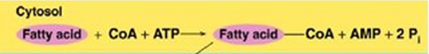 Cytosol
Fatty acid + CoA + ATP → Fatty acid — CoA + AMP + 2 Pi